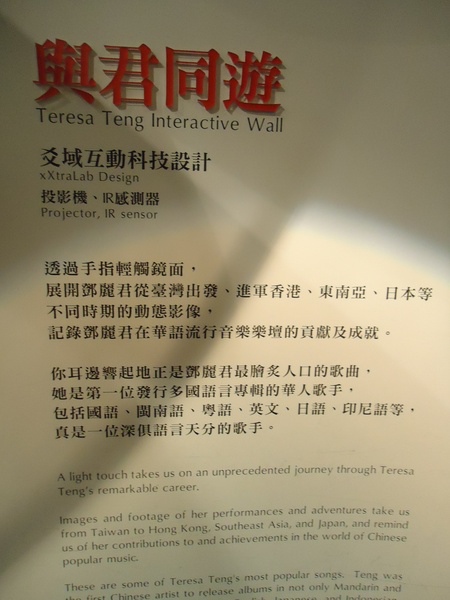 與君同遊
Teresa Teng Interactive Wall
爻域互動科技設計
xXtraLab Design
投影機、IR感測器
Projector, IR sensor
透過手指輕觸鏡面，
展開鄧麗君從臺灣出發、進軍香港、東南亞、日本等
不同時期的動態影像，
記錄鄧麗君在華語流行音樂樂壇的貢獻及成就。
你耳邊響起地正是鄧麗君最膾炙人口的歌曲，
她是第一位發行多國語言專輯的華人歌手，
包括國語、閩南語、粵語、英文、日語、印尼語等，
真是一位深俱語言天分的歌手。
A light touch takes us on an unprecedented journey through Teresa
Teng's remarkable career.
Images and footage of her performances and adventures take us
from Taiwan to Hong Kong, Southeast Asia, and Japan, and remind
us of her contributions to and achievements in the world of Chinese
popular music.
These are some of Teresa Teng's most popular songs. Teng was
the first Chinese artist to release albums in not only Mandarin and
Japanese, and Indonesian